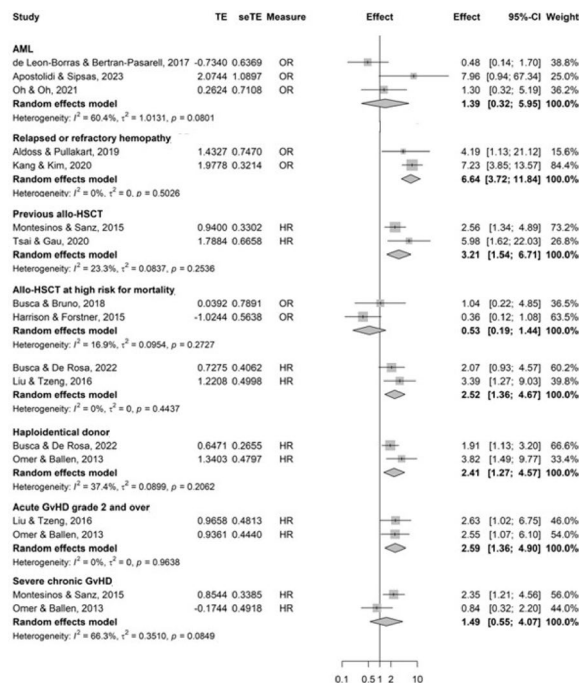 Study TE seTE Measure Effect Effect 95%-CI Weight
AML
de Leon-Borras & Bertran-Pasarell, 2017 -0.7340 0.6369 OR 0.48 [0.14; 1.70] 38.8%
Apostolidi & Sipsas, 2023 2.0744 1.0897 OR 7.96 [0.94; 67.34] 25.0%
Oh & Oh, 2021 0.2624 0.7108 OR 1.30 [0.32; 5.19] 36.2%
Random effects model 1.39 [0.32; 5.95] 100.0%
Heterogeneity: I² = 60.4%, τ² = 1.0131, p = 0.0801
Relapsed or refractory hemopathy
Aldoss & Pullakart, 2019 1.4327 0.7470 OR 4.19 [1.13; 21.12] 15.6%
Kang & Kim, 2020 1.9778 0.3214 OR 7.23 [3.85; 13.57] 84.4%
Random effects model 6.64 [3.72; 11.84] 100.0%
Heterogeneity: I² = 0%, τ² = 0, p = 0.5026
Previous allo-HSCT
Montesinos & Sanz, 2015 0.9400 0.3302 HR 2.56 [1.34; 4.89] 73.2%
Tsai & Gau, 2020 1.7884 0.6658 HR 5.98 [1.62; 22.03] 26.8%
Random effects model 3.21 [1.54; 6.71] 100.0%
Heterogeneity: I² = 23.3%, τ² = 0.0837, p = 0.2536
Allo-HSCT at high risk for mortality
Busca & Bruno, 2018 0.0392 0.7891 OR 1.04 [0.22; 4.85] 36.5%
Harrison & Forstner, 2015 -1.0244 0.5638 OR 0.36 [0.12; 1.08] 63.5%
Random effects model 0.53 [0.19; 1.44] 100.0%
Heterogeneity: I² = 16.9%, τ² = 0.0954, p = 0.2727
Busca & De Rosa, 2022 0.7275 0.4062 HR 2.07 [0.93; 4.57] 60.2%
Liu & Tzeng, 2016 1.2208 0.4998 HR 3.39 [1.27; 9.03] 39.8%
Random effects model 2.52 [1.36; 4.67] 100.0%
Heterogeneity: I² = 0%, τ² = 0, p = 0.4437
Haploidentical donor
Busca & De Rosa, 2022 0.6471 0.2655 HR 1.91 [1.13; 3.20] 66.6%
Omer & Ballen, 2013 1.3403 0.4797 HR 3.82 [1.49; 9.77] 33.4%
Random effects model 2.41 [1.27; 4.57] 100.0%
Heterogeneity: I² = 37.4%, τ² = 0.0899, p = 0.2062
Acute GvHD grade 2 and over
Liu & Tzeng, 2016 0.9658 0.4813 HR 2.63 [1.02; 6.75] 46.0%
Omer & Ballen, 2013 0.9361 0.4440 HR 2.55 [1.07; 6.10] 54.0%
Random effects model 2.59 [1.36; 4.90] 100.0%
Heterogeneity: I² = 0%, τ² = 0, p = 0.9638
Severe chronic GvHD
Montesinos & Sanz, 2015 0.8544 0.3385 HR 2.35 [1.21; 4.56] 56.0%
Omer & Ballen, 2013 -0.1744 0.4918 HR 0.84 [0.32; 2.20] 44.0%
Random effects model 1.49 [0.55; 4.07] 100.0%
Heterogeneity: I² = 66.3%, τ² = 0.3510, p = 0.0849
0.1 0.5 1 2 10